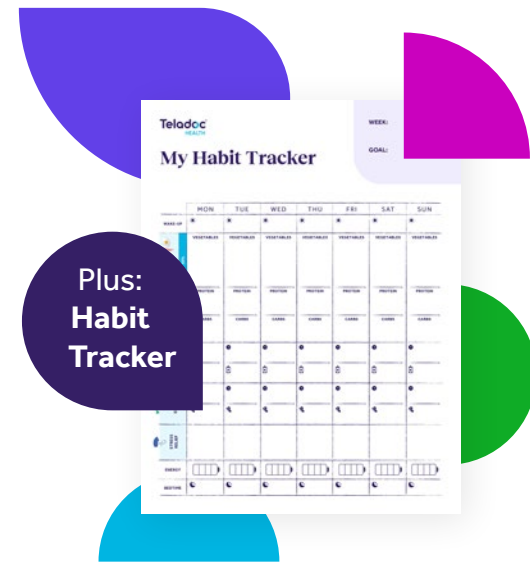 Teladoc
HEALTH
WEEK:
GOAL:
My Habit Tracker
MON TUE WED THU FRI SAT SUN
WAKE-UP
VEGETABLES VEGETABLES VEGETABLES VEGETABLES VEGETABLES VEGETABLES VEGETABLES
Plus:
Habit
Tracker
PROTEIN PROTEIN PROTEIN PROTEIN PROTEIN PROTEIN PROTEIN
CARBS CARBS CARBS CARBS CARBS CARBS CARBS
STRESS
RELIEF
ENERGY
BEDTIME